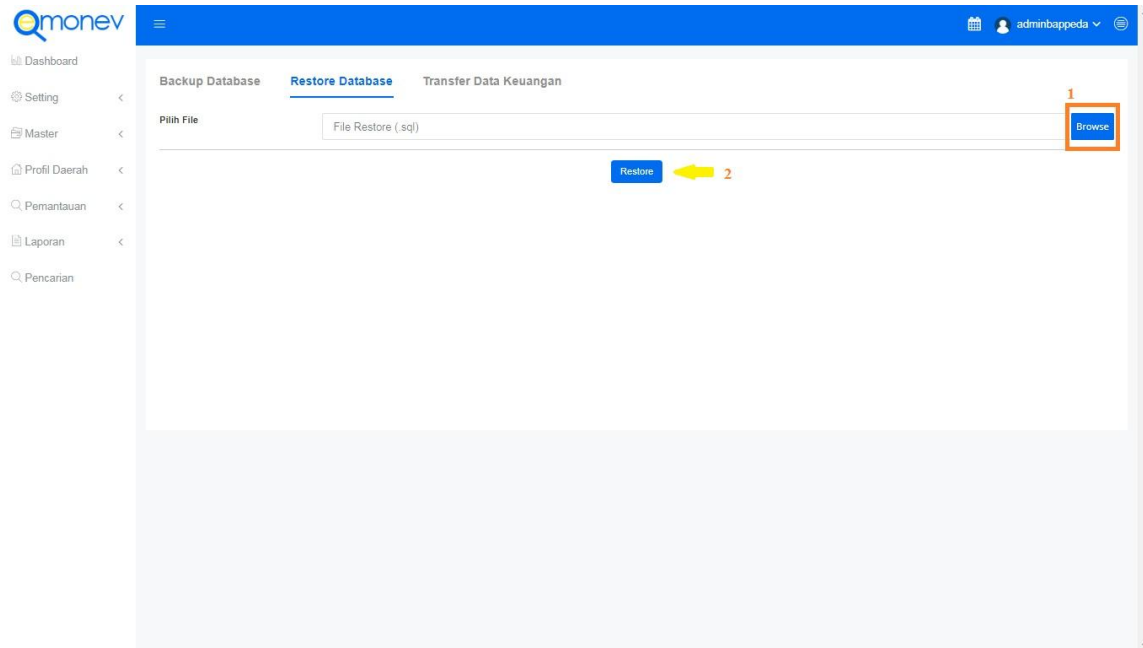 emonev
adminbappeda
Dashboard
Setting
Master
Profil Daerah
Pemantauan
Laporan
Pencarian
Backup Database Restore Database Transfer Data Keuangan
1
Pilih File File Restore (.sql) Browse
Restore 2